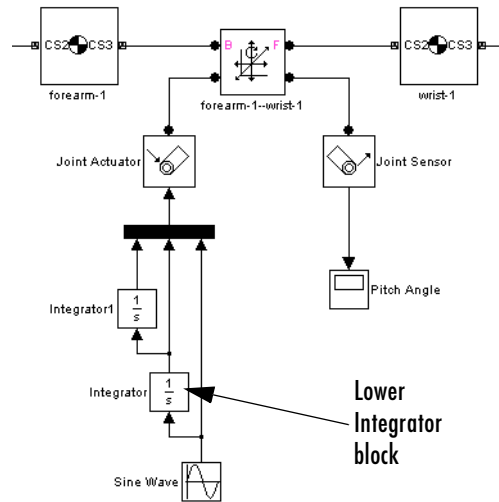 CS2 CS3
B
C
F
CS2 CS3
forearm-1
forearm-1--wrist-1
wrist-1
Joint Actuator
Joint Sensor
Integrator1
1
s
Pitch Angle
Integrator
1
s
Lower
Integrator
block
Sine Wave